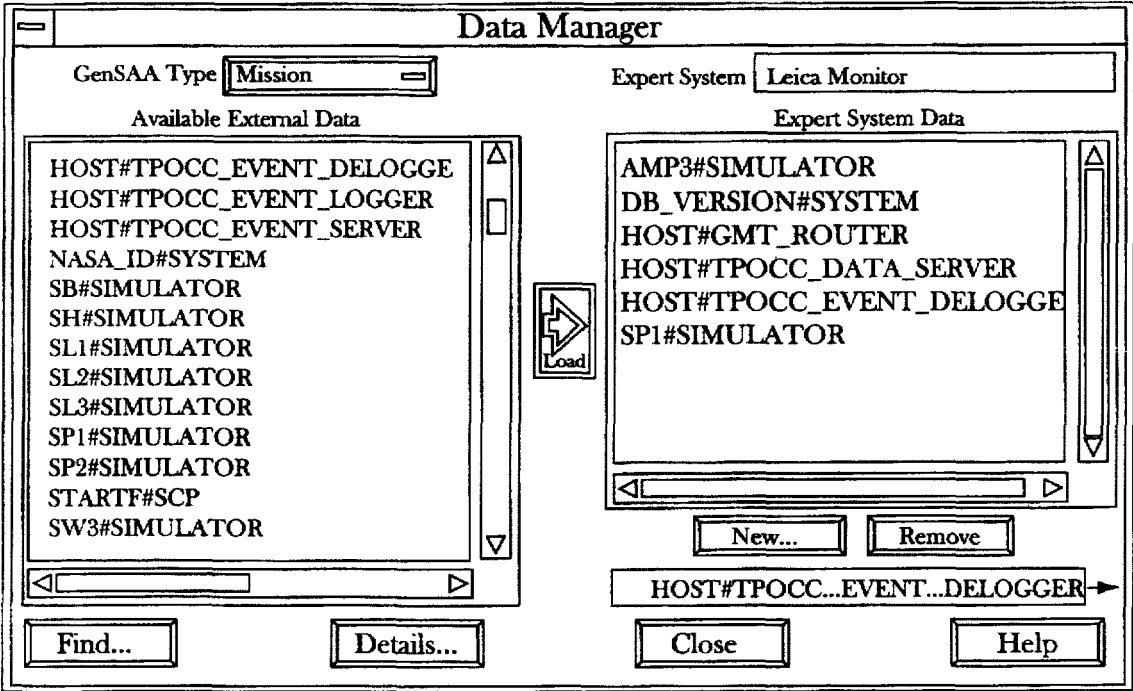 Data Manager
GenSAA Type Mission
Expert System Leica Monitor
Available External Data
HOST#TPOCC_EVENT_DELOGGE
HOST#TPOCC_EVENT_LOGGER
HOST#TPOCC_EVENT_SERVER
NASA_ID#SYSTEM
SB#SIMULATOR
SH#SIMULATOR
SL1#SIMULATOR
SL2#SIMULATOR
SL3#SIMULATOR
SP1#SIMULATOR
SP2#SIMULATOR
STARTF#SCP
SW3#SIMULATOR
Load
Expert System Data
AMP3#SIMULATOR
DB_VERSION#SYSTEM
HOST#GMT_ROUTER
HOST#TPOCC_DATA_SERVER
HOST#TPOCC_EVENT_DELOGGE
SP1#SIMULATOR
New... Remove
HOST#TPOCC...EVENT...DELOGGER
Find... Details... Close Help